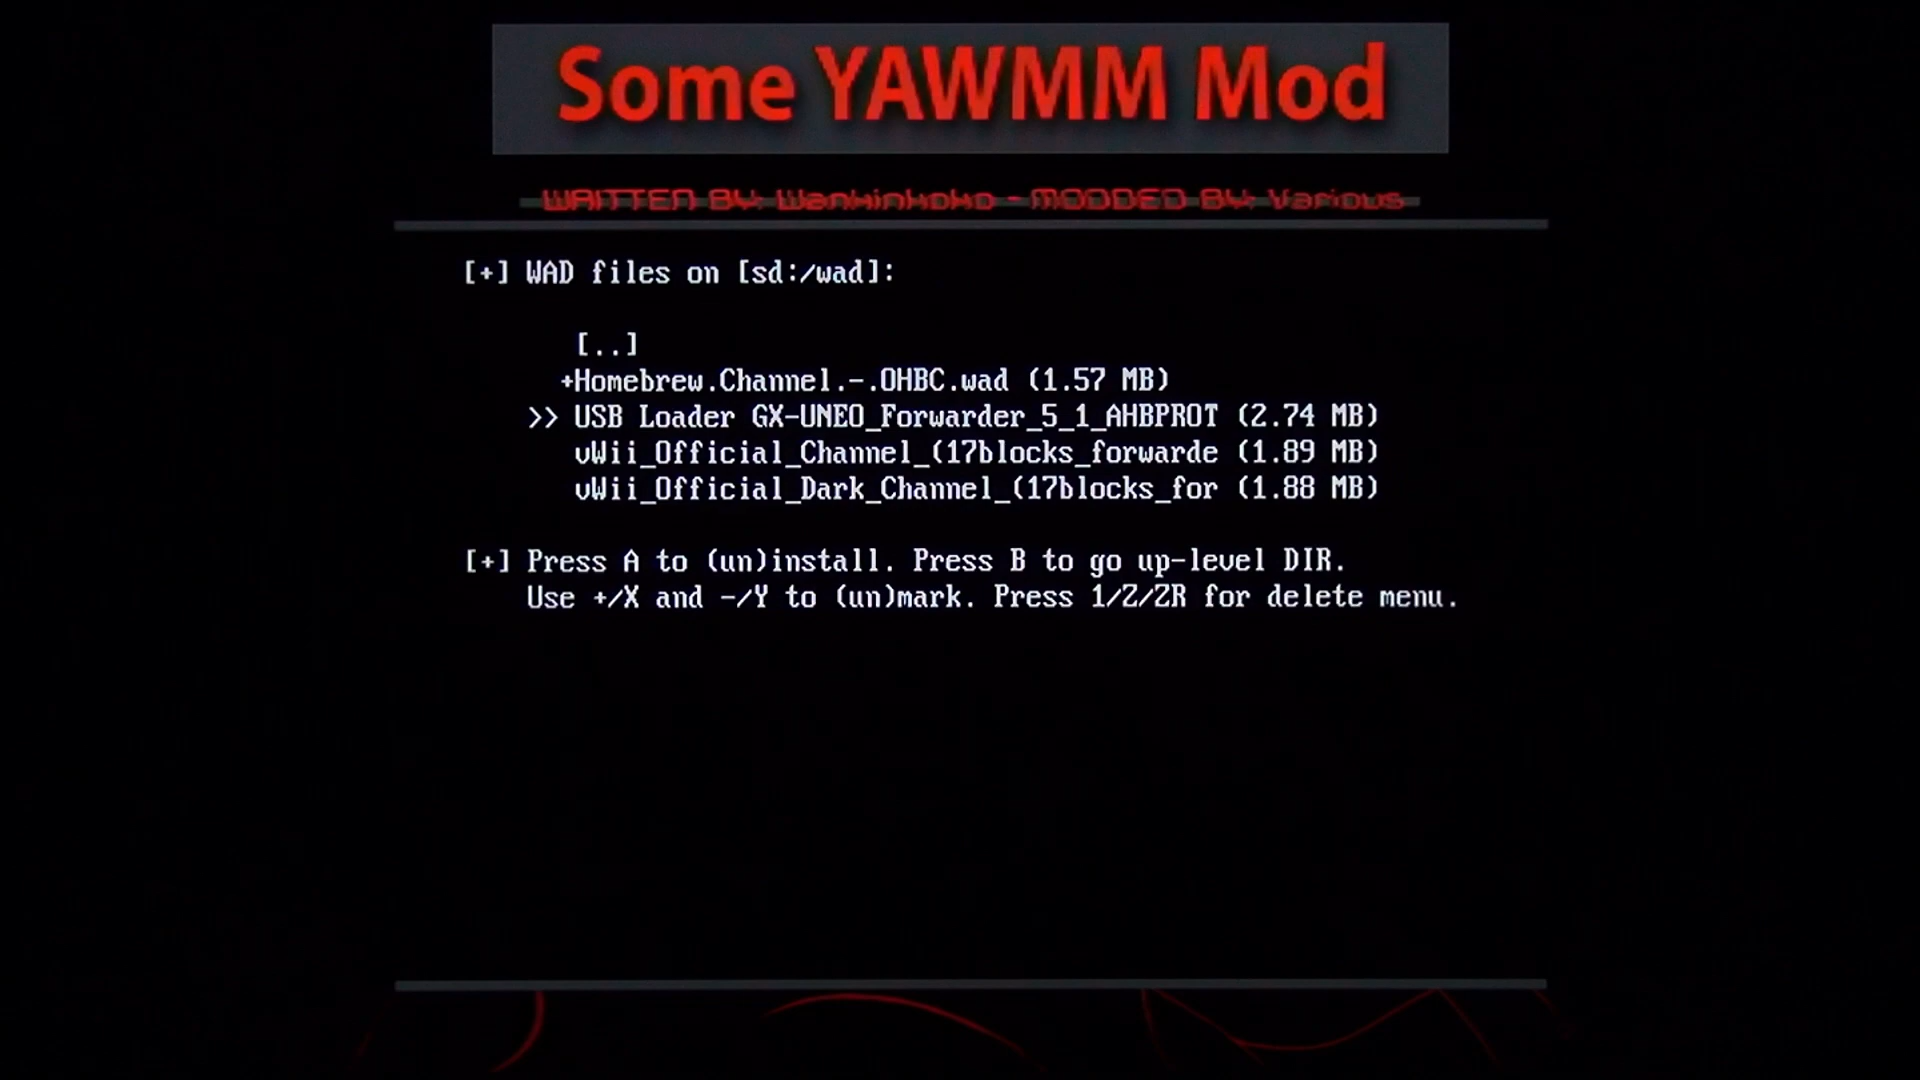 Some YAWMM Mod
WRITTEN BY: Waninkoko - MODDED BY: Various
[+] WAD files on [sd:/wad]:
[..]
+Homebrew.Channel.-.OHBC.wad (1.57 MB)
>> USB Loader GX-UNEO_Forwarder_5_1_AHBPROT (2.74 MB)
vWii_Official_Channel_(17blocks_forwarde (1.89 MB)
vWii_Official_Dark_Channel_(17blocks_for (1.88 MB)
[+] Press A to (un)install. Press B to go up-level DIR.
Use +/X and -/Y to (un)mark. Press 1/Z/ZR for delete menu.